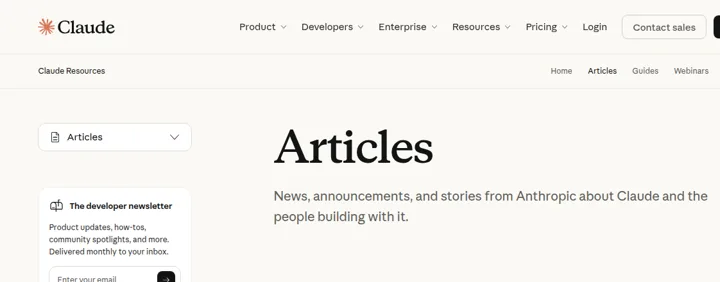 Claude
Product Developers Enterprise Resources Pricing Login Contact sales
Claude Resources
Home Articles Guides Webinars
Articles
Articles
News, announcements, and stories from Anthropic about Claude and the
people building with it.
The developer newsletter
Product updates, how-tos,
community spotlights, and more.
Delivered monthly to your inbox.
Enter your email